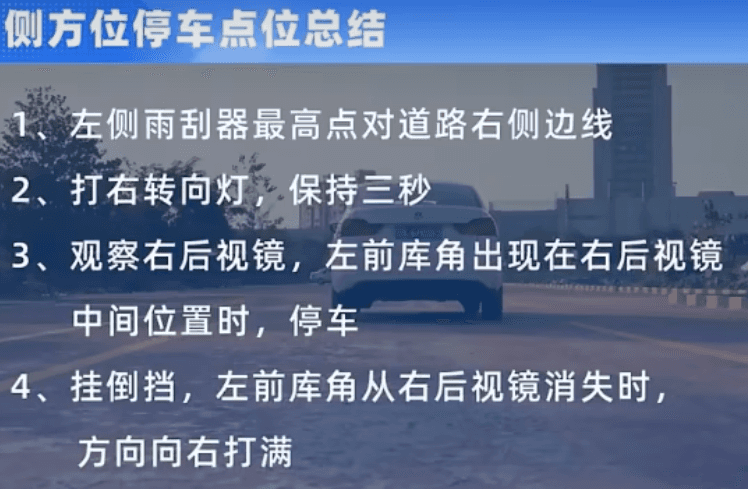 侧方位停车点位总结
1、左侧雨刮器最高点对道路右侧边线
2、打右转向灯，保持三秒
3、观察右后视镜，左前库角出现在右后视镜
中间位置时，停车
4、挂倒挡，左前库角从右后视镜消失时，
方向向右打满